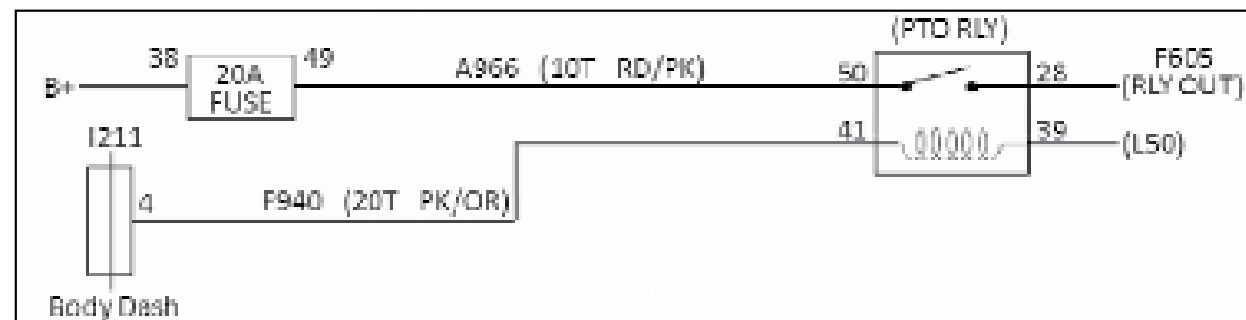 (PTO RLY)
38
49
20A
FUSE
B+
A966 (10T RD/PK)
50
28
F605
(RLY OUT)
I211
41
39
(L50)
4
F940 (20T PK/OR)
Body Dash